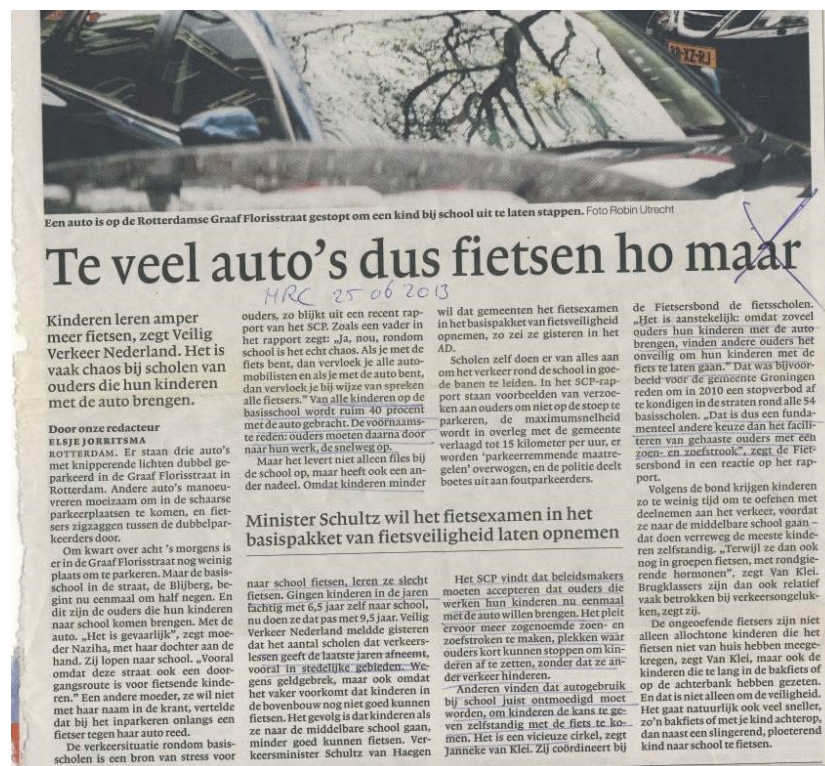 88-XZ-RJ
Een auto is op de Rotterdamse Graaf Florisstraat gestopt om een kind bij school uit te laten stappen. Foto Robin Utrecht
Te veel auto's dus fietsen ho maar
NRC 25 06 2013
Kinderen leren amper
meer fietsen, zegt Veilig
Verkeer Nederland. Het is
vaak chaos bij scholen van
ouders die hun kinderen
met de auto brengen.
Door onze redacteur
ELSJE JORRITSMA
ROTTERDAM. Er staan drie auto's
met knipperende lichten dubbel ge-
parkeerd in de Graaf Florisstraat in
Rotterdam. Andere auto's manoeu-
vreren moeizaam om in de schaarse
parkeerplaatsen te komen, en fiet-
sers zigzaggen tussen de dubbelpar-
keerders door.
Om kwart over acht 's morgens is
er in de Graaf Florisstraat nog weinig
plaats om te parkeren. Maar de basis-
school in de straat, de Blijberg, be-
gint nu eenmaal om half negen. En
dit zijn de ouders die hun kinderen
naar school komen brengen. Met de
auto. „Het is gevaarlijk", zegt moe-
der Naziha, met haar dochter aan de
hand. Zij lopen naar school. „Vooral
omdat deze straat ook een door-
gangsroute is voor fietsende kinde-
ren." Een andere moeder, ze wil niet
met haar naam in de krant, vertelde
dat bij het inparkeren onlangs een
fietser tegen haar auto reed.
De verkeersituatie rondom basis-
scholen is een bron van stress voor
ouders, zo blijkt uit een recent rap-
port van het SCP. Zoals een vader in
het rapport zegt: „Ja, nou, rondom
school is het echt chaos. Als je met de
fiets bent, dan vervloek je alle auto-
mobilisten en als je met de auto bent,
dan vervloek je bij wijze van spreken
alle fietsers." Van alle kinderen op de
basisschool wordt ruim 40 procent
met de auto gebracht. De voornaams-
te reden: ouders moeten daarna door
naar hun werk, de snelweg op.
Maar het levert niet alleen files bij
de school op, maar heeft ook een an-
der nadeel. Omdat kinderen minder
wil dat gemeenten het fietsexamen
in het basispakket van fietsveiligheid
opnemen, zo zei ze gisteren in het
AD.
Scholen zelf doen er van alles aan
om het verkeer rond de school in goe-
de banen te leiden. In het SCP-rap-
port staan voorbeelden van verzoe-
ken aan ouders om niet op de stoep te
parkeren, de maximumsnelheid
wordt in overleg met de gemeente
verlaagd tot 15 kilometer per uur, er
worden 'parkeerremmende maatre-
gelen' overwogen, en de politie deelt
boetes uit aan foutparkeerders.
Minister Schultz wil het fietsexamen in het
basispakket van fietsveiligheid laten opnemen
naar school fietsen, leren ze slecht
fietsen. Gingen kinderen in de jaren
tachtig met 6,5 jaar zelf naar school,
nu doen ze dat pas met 9,5 jaar. Veilig
Verkeer Nederland meldde gisteren
dat het aantal scholen dat verkeers-
lessen geeft de laatste jaren afneemt,
vooral in stedelijke gebieden. We-
gens geldgebrek, maar ook omdat
het vaker voorkomt dat kinderen in
de bovenbouw nog niet goed kunnen
fietsen. Het gevolg is dat kinderen als
ze naar de middelbare school gaan,
minder goed kunnen fietsen. Ver-
keersminister Schultz van Haegen
Het SCP vindt dat beleidsmakers
moeten accepteren dat ouders die
werken hun kinderen nu eenmaal
met de auto willen brengen. Het pleit
ervoor meer zogenoemde zoen- en
zoefstroken te maken, plekken waar
ouders kort kunnen stoppen om kin-
deren af te zetten, zonder dat ze an-
der verkeer hinderen.
Anderen vinden dat autogebruik
bij school juist ontmoedigd moet
worden, om kinderen de kans te ge-
ven zelfstandig met de fiets te ko-
men. Het is een vicieuze cirkel, zegt
Janneke van Klei. Zij coördineert bij
de Fietsersbond de fietsscholen.
„Het is aanstekelijk: omdat zoveel
ouders hun kinderen met de auto
brengen, vinden andere ouders het
onveilig om hun kinderen met de
fiets te laten gaan." Dat was bijvoor-
beeld voor de gemeente Groningen
reden om in 2010 een stopverbod af
te kondigen in de straten rond alle 54
basisscholen. „Dat is dus een funda-
menteel andere keuze dan het facili-
teren van gehaaste ouders met een
zoen- en zoefstrook", zegt de Fiet-
sersbond in een reactie op het rap-
port.
Volgens de bond krijgen kinderen
zo te weinig tijd om te oefenen met
deelnemen aan het verkeer, voordat
ze naar de middelbare school gaan –
dat doen verreweg de meeste kinde-
ren zelfstandig. „Terwijl ze dan ook
nog in groepen fietsen, met rondgie-
rende hormonen", zegt Van Klei.
Brugklassers zijn dan ook relatief
vaak betrokken bij verkeersongeluk-
ken, zegt zij.
De ongeoefende fietsers zijn niet
alleen allochtone kinderen die het
fietsen niet van huis hebben meege-
kregen, zegt Van Klei, maar ook de
kinderen die te lang in de bakfiets of
op de achterbank hebben gezeten.
En dat is niet alleen om de veiligheid.
Het gaat natuurlijk ook veel sneller,
zo'n bakfiets of met je kind achterop,
dan naast een slingerend, ploeterend
kind naar school te fietsen.